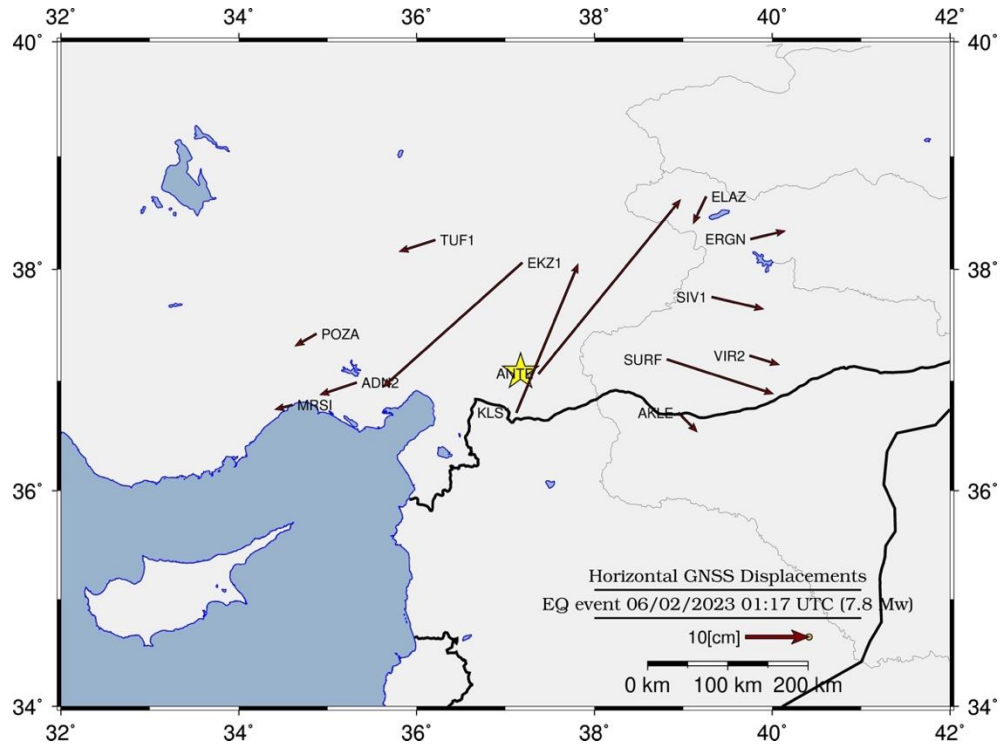 32˚ 34˚ 36˚ 38˚ 40˚ 42˚
40˚ 40˚
ELAZ
TUF1 ERGN
38˚ EKZ1 38˚
SIV1
POZA
SURF VIR2
ADN2 ANTE
MRSI KLS AKLE
36˚ 36˚
Horizontal GNSS Displacements
EQ event 06/02/2023 01:17 UTC (7.8 Mw)
10[cm]
0 km 100 km 200 km
34˚ 34˚
32˚ 34˚ 36˚ 38˚ 40˚ 42˚